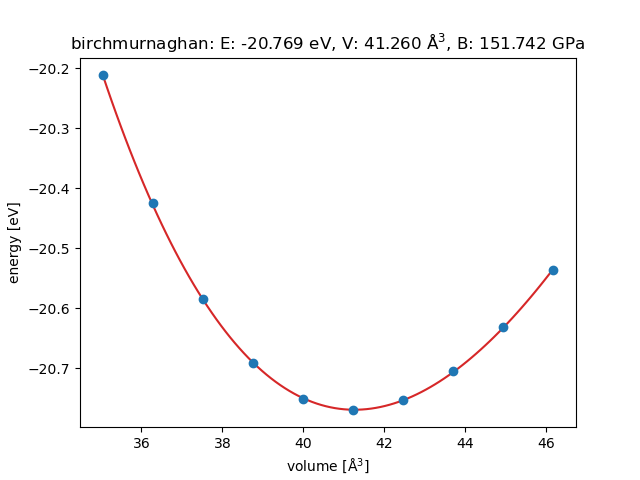 birchmurnaghan: E: -20.769 eV, V: 41.260 Å³, B: 151.742 GPa
−20.2
−20.3
−20.4
−20.5
−20.6
−20.7
energy [eV]
36 38 40 42 44 46
volume [Å³]